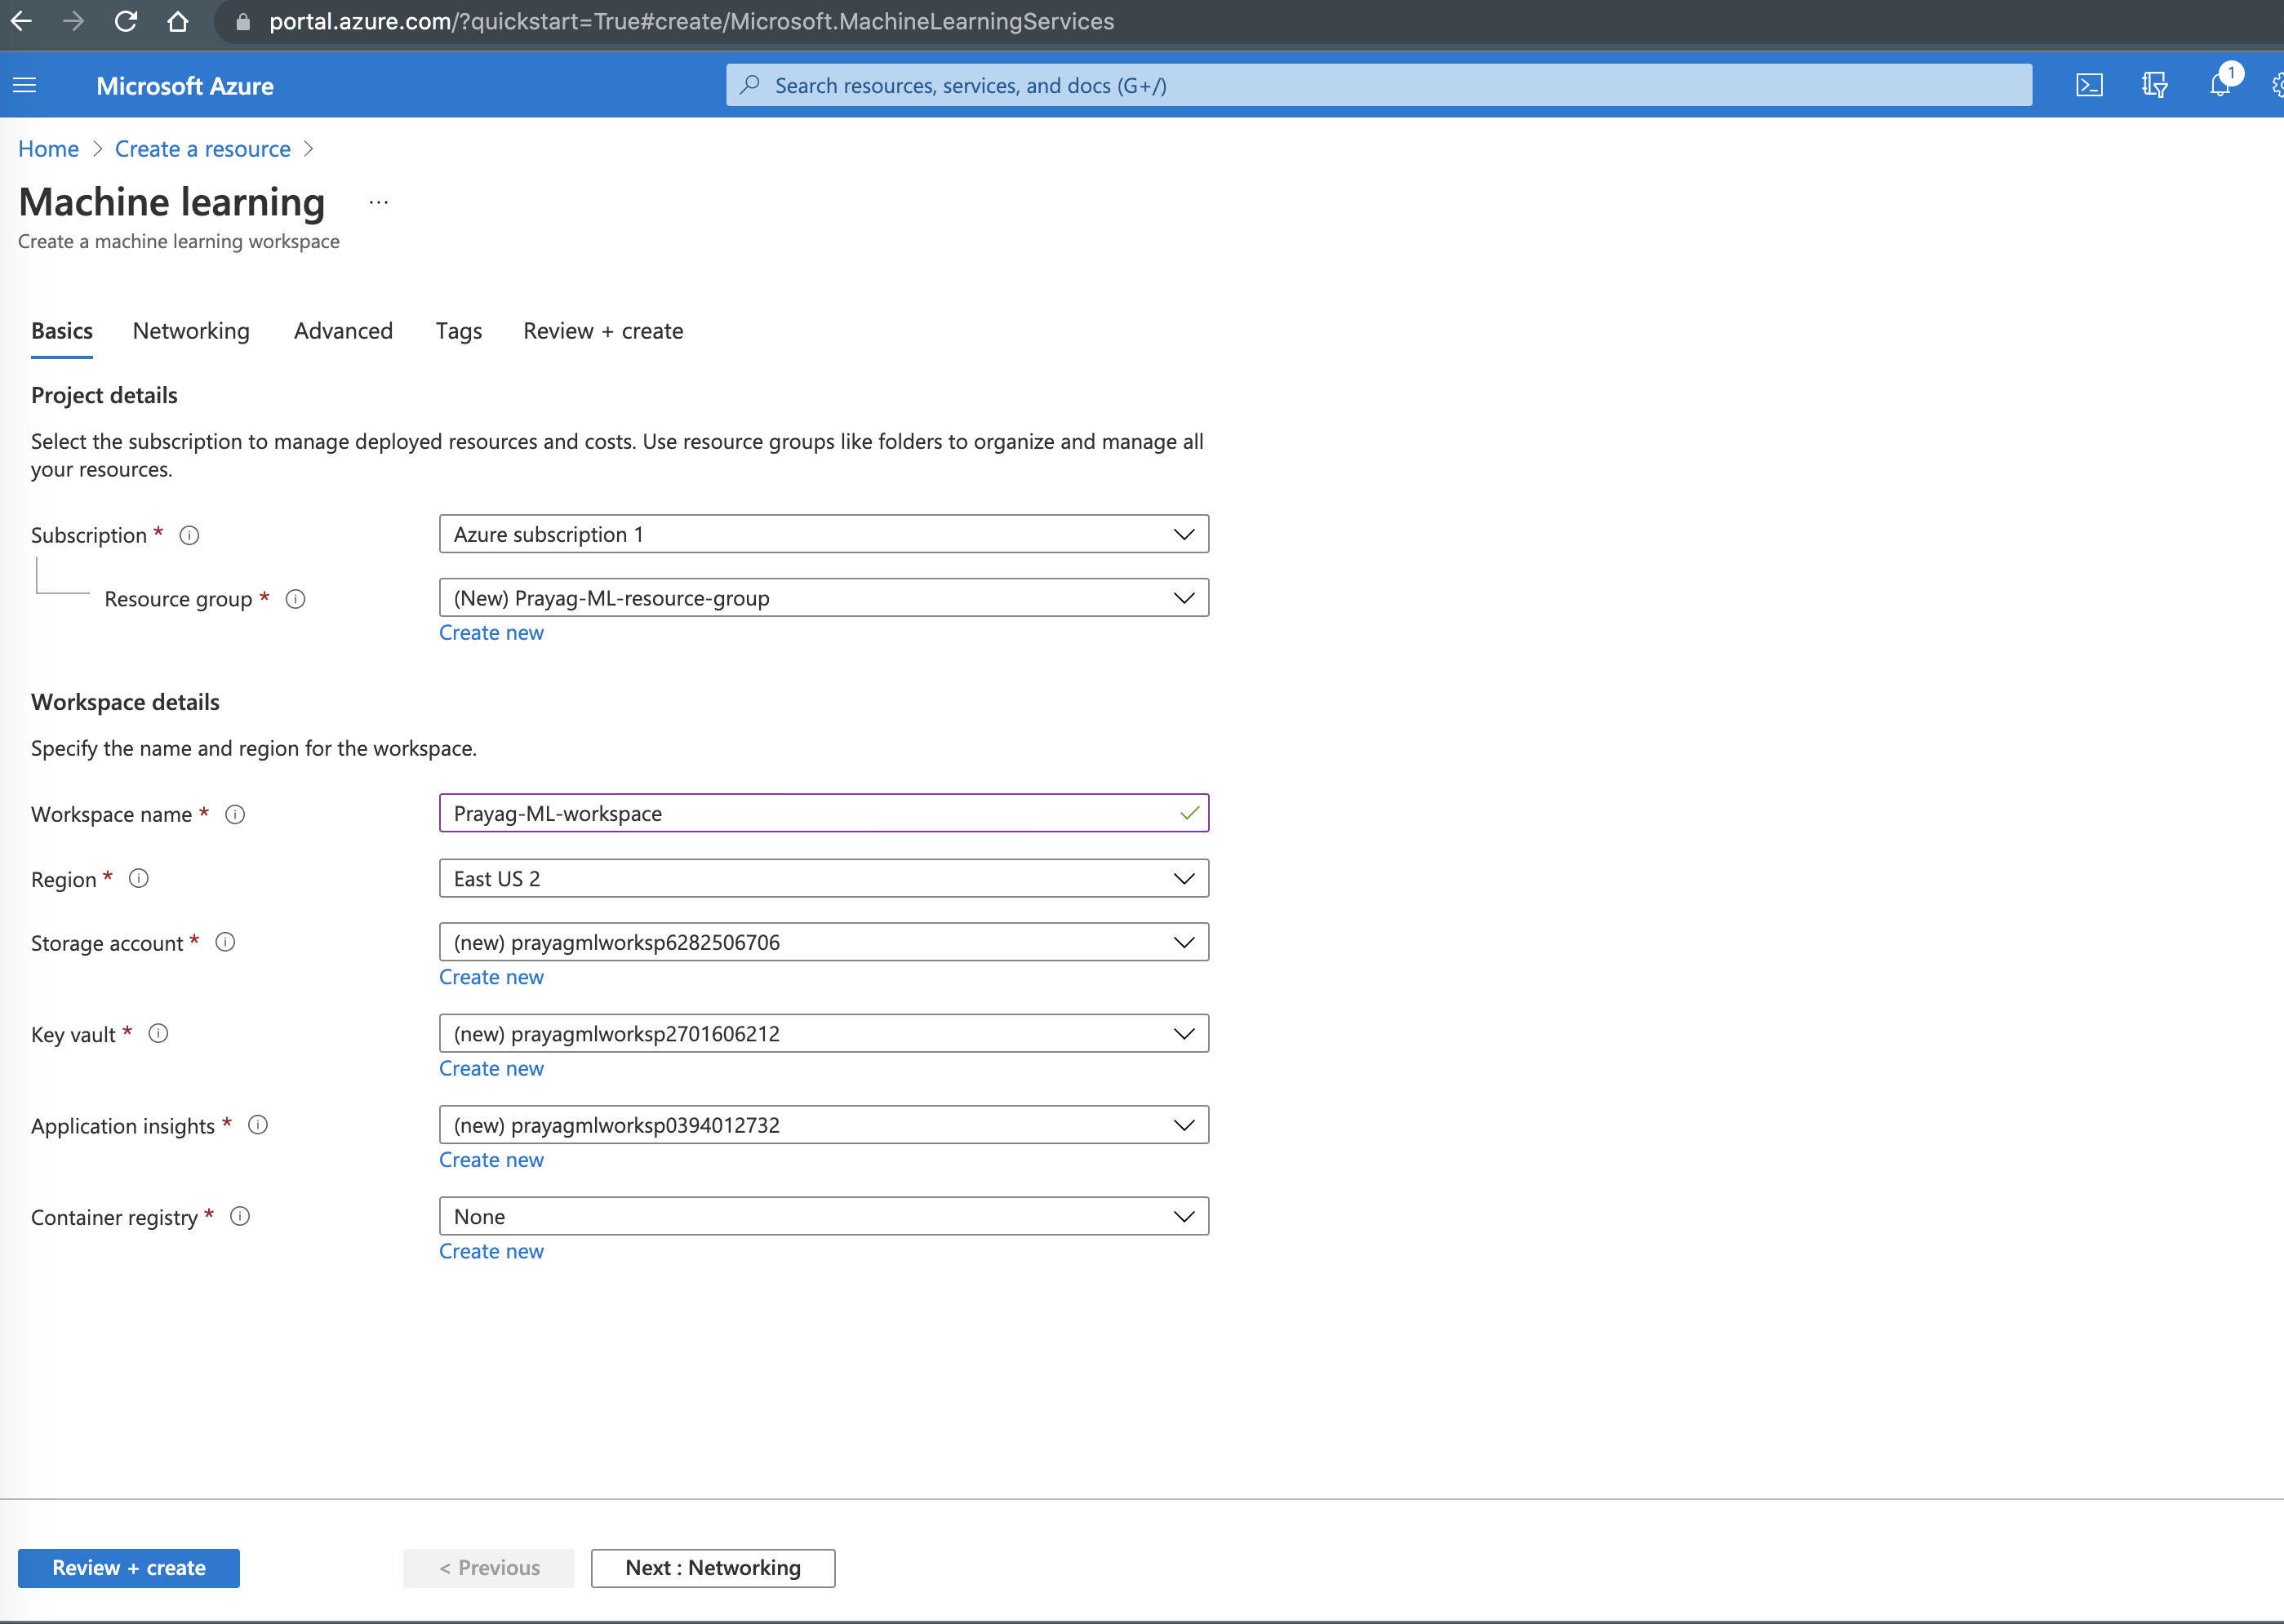 portal.azure.com/?quickstart=True#create/Microsoft.MachineLearningServices
Microsoft Azure
Search resources, services, and docs (G+/)
1
Home > Create a resource >
Machine learning ...
Create a machine learning workspace
Basics Networking Advanced Tags Review + create
Project details
Select the subscription to manage deployed resources and costs. Use resource groups like folders to organize and manage all
your resources.
Subscription * Azure subscription 1
Resource group * (New) Prayag-ML-resource-group
Create new
Workspace details
Specify the name and region for the workspace.
Workspace name * Prayag-ML-workspace
Region * East US 2
Storage account * (new) prayagmlworksp6282506706
Create new
Key vault * (new) prayagmlworksp2701606212
Create new
Application insights * (new) prayagmlworksp0394012732
Create new
Container registry * None
Create new
Review + create < Previous Next : Networking